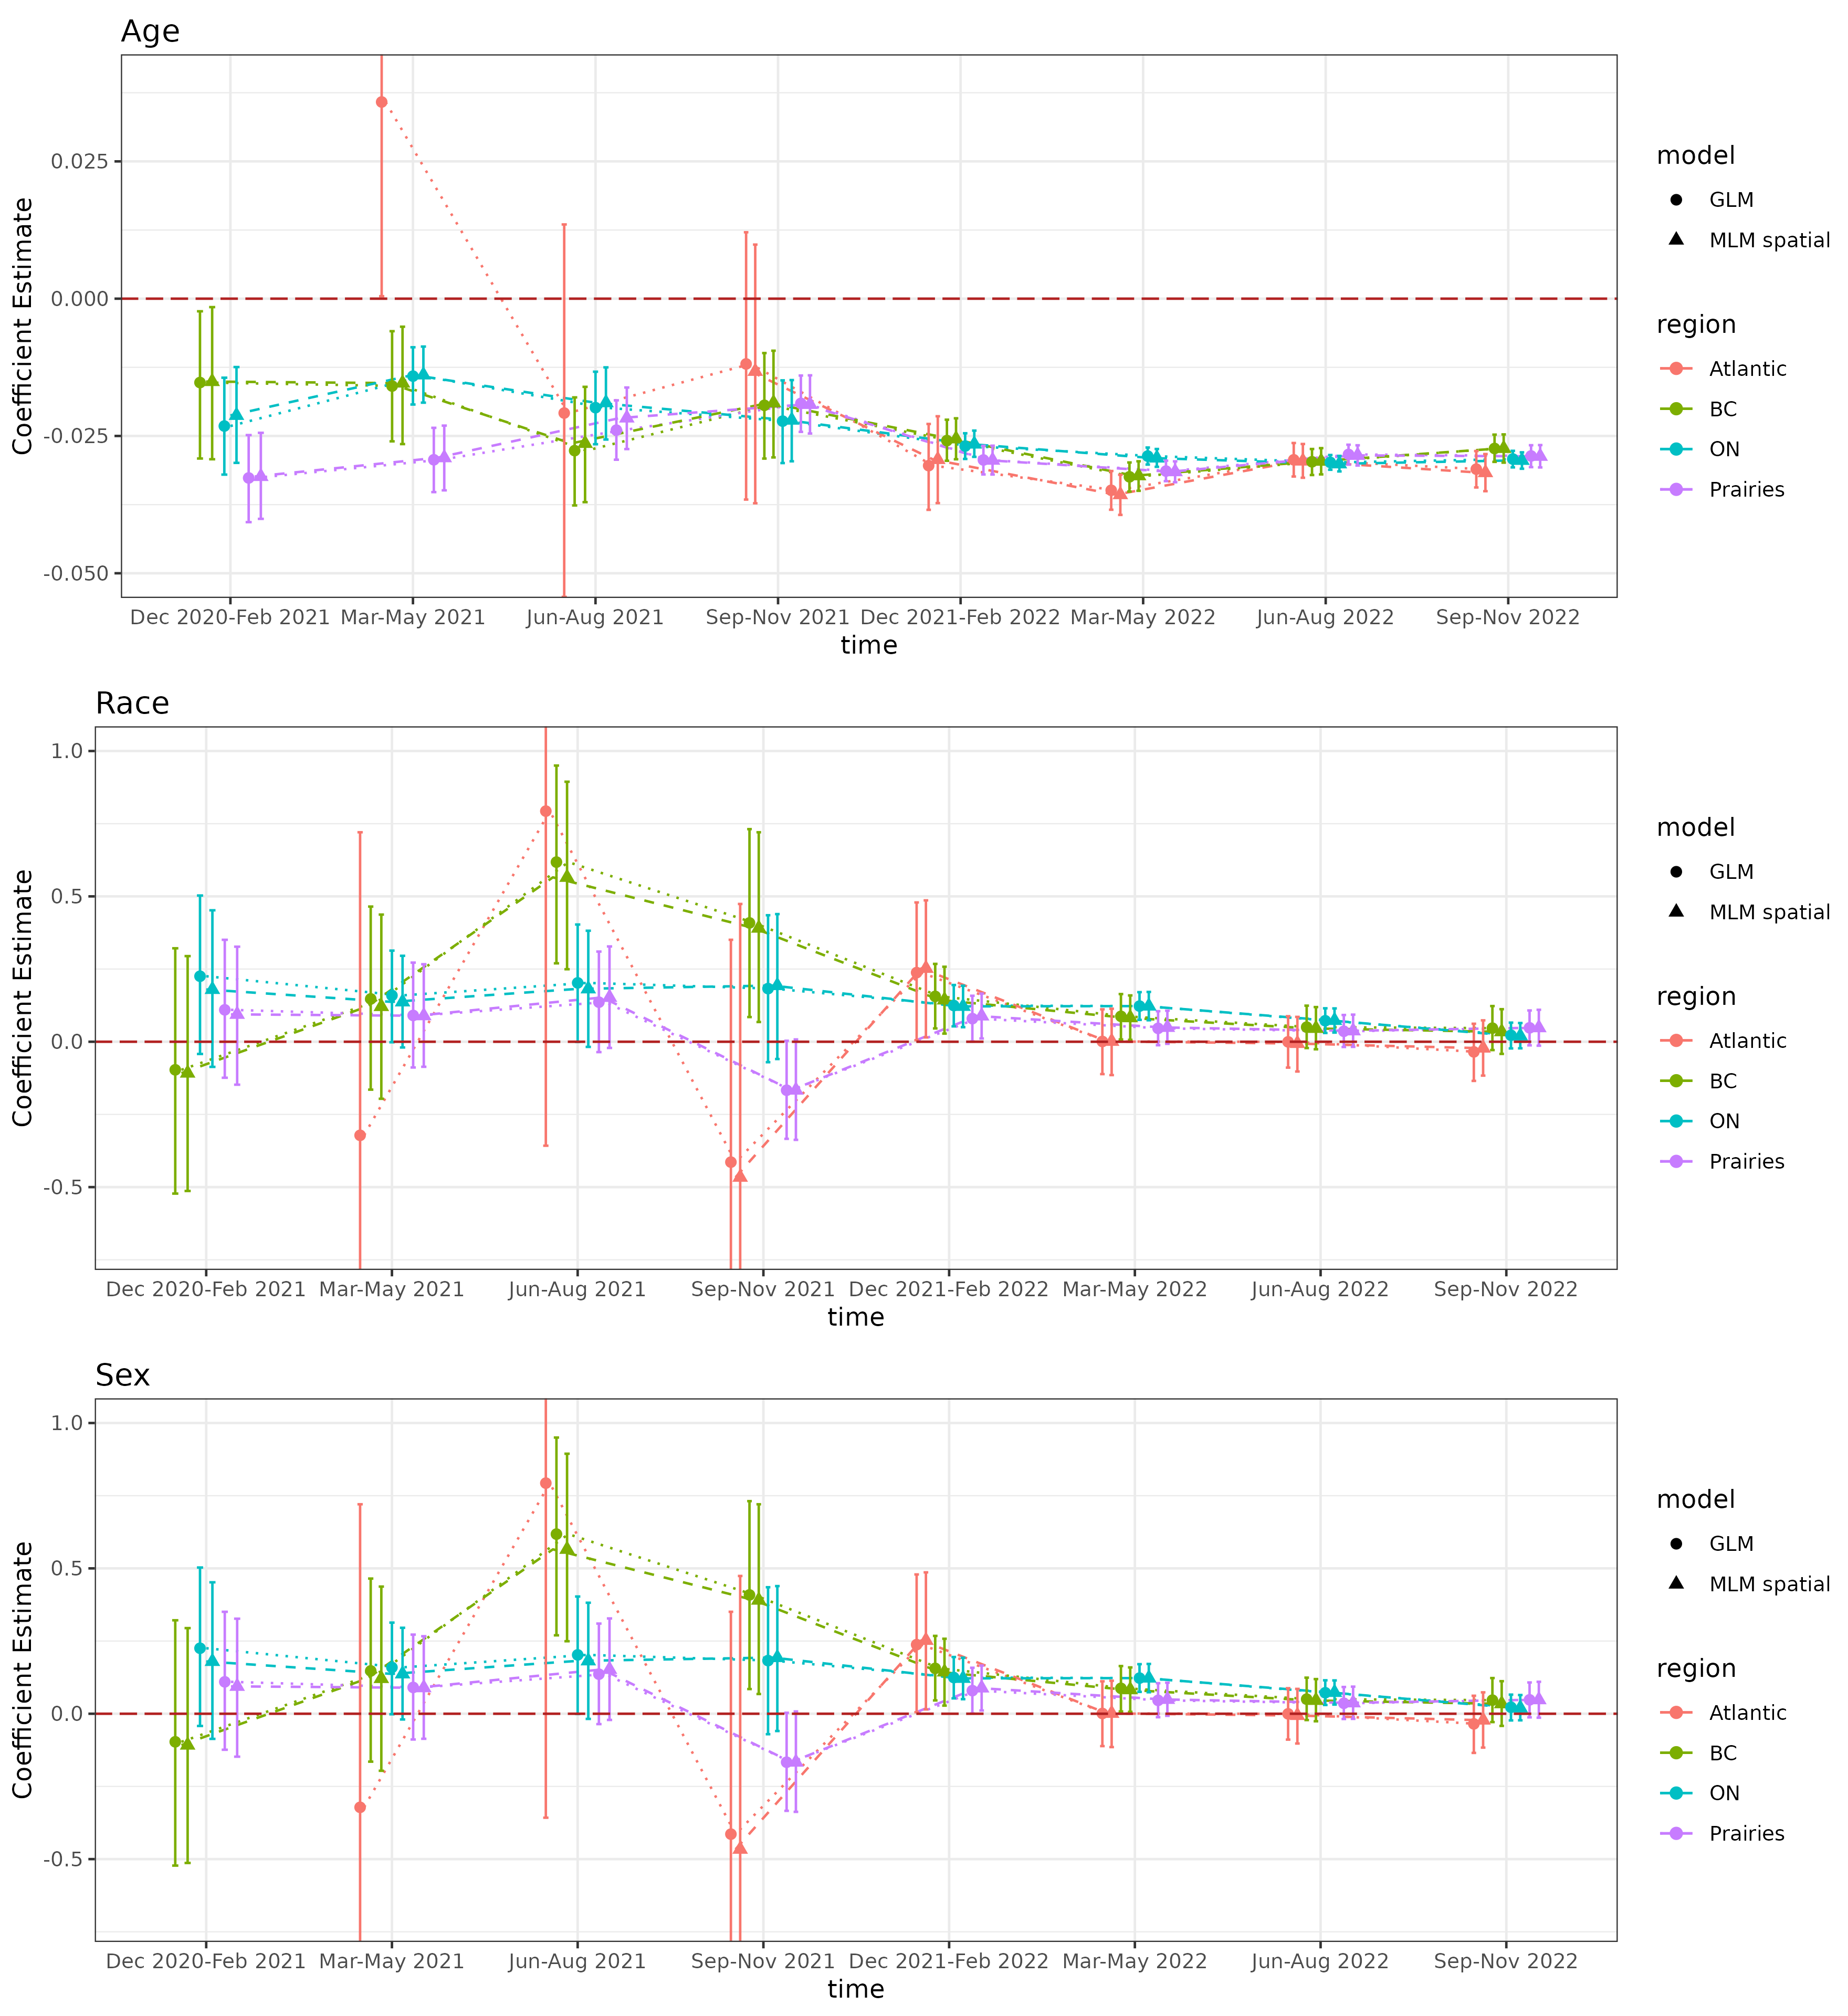 Age
Coefficient Estimate
0.025
0.000
-0.025
-0.050
Dec 2020-Feb 2021 Mar-May 2021 Jun-Aug 2021 Sep-Nov 2021 Dec 2021-Feb 2022 Mar-May 2022 Jun-Aug 2022 Sep-Nov 2022
time
model
GLM
MLM spatial
region
Atlantic
BC
ON
Prairies
Race
Coefficient Estimate
1.0
0.5
0.0
-0.5
Dec 2020-Feb 2021 Mar-May 2021 Jun-Aug 2021 Sep-Nov 2021 Dec 2021-Feb 2022 Mar-May 2022 Jun-Aug 2022 Sep-Nov 2022
time
model
GLM
MLM spatial
region
Atlantic
BC
ON
Prairies
Sex
Coefficient Estimate
1.0
0.5
0.0
-0.5
Dec 2020-Feb 2021 Mar-May 2021 Jun-Aug 2021 Sep-Nov 2021 Dec 2021-Feb 2022 Mar-May 2022 Jun-Aug 2022 Sep-Nov 2022
time
model
GLM
MLM spatial
region
Atlantic
BC
ON
Prairies